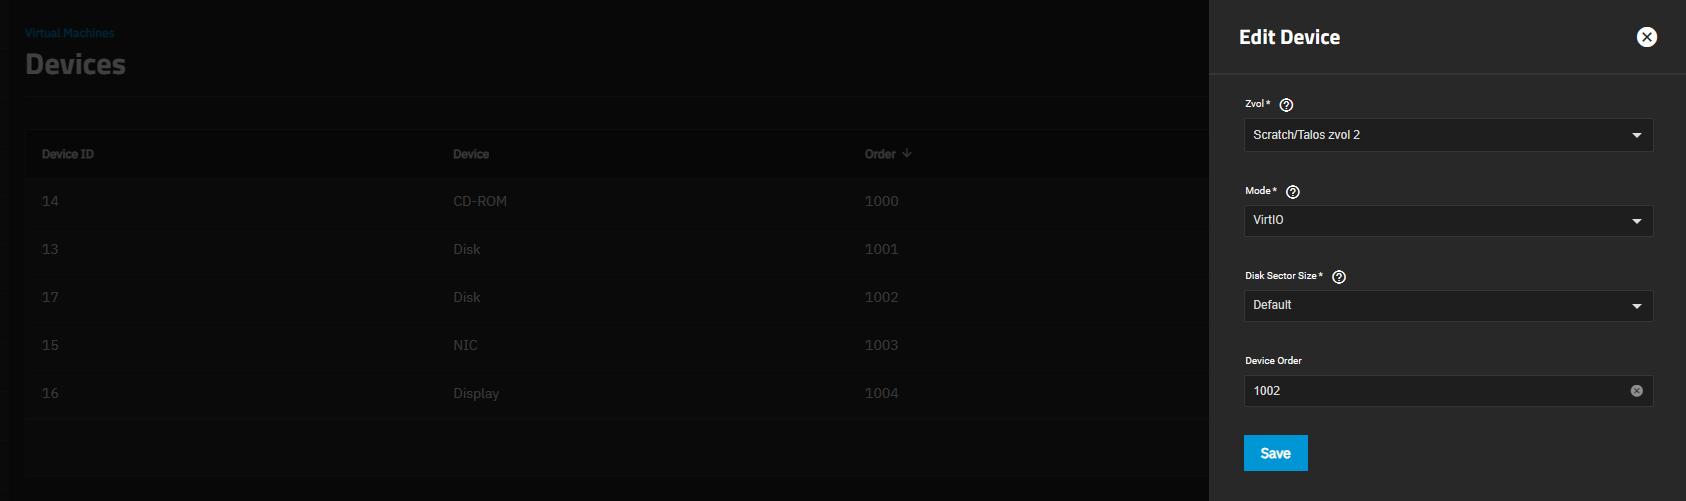 Virtual Machines
Devices
Device ID Device Order
14 CD-ROM 1000
13 Disk 1001
17 Disk 1002
15 NIC 1003
16 Display 1004
Edit Device
Zvol *
Scratch/Talos zvol 2
Mode *
VirtIO
Disk Sector Size *
Default
Device Order
1002
Save